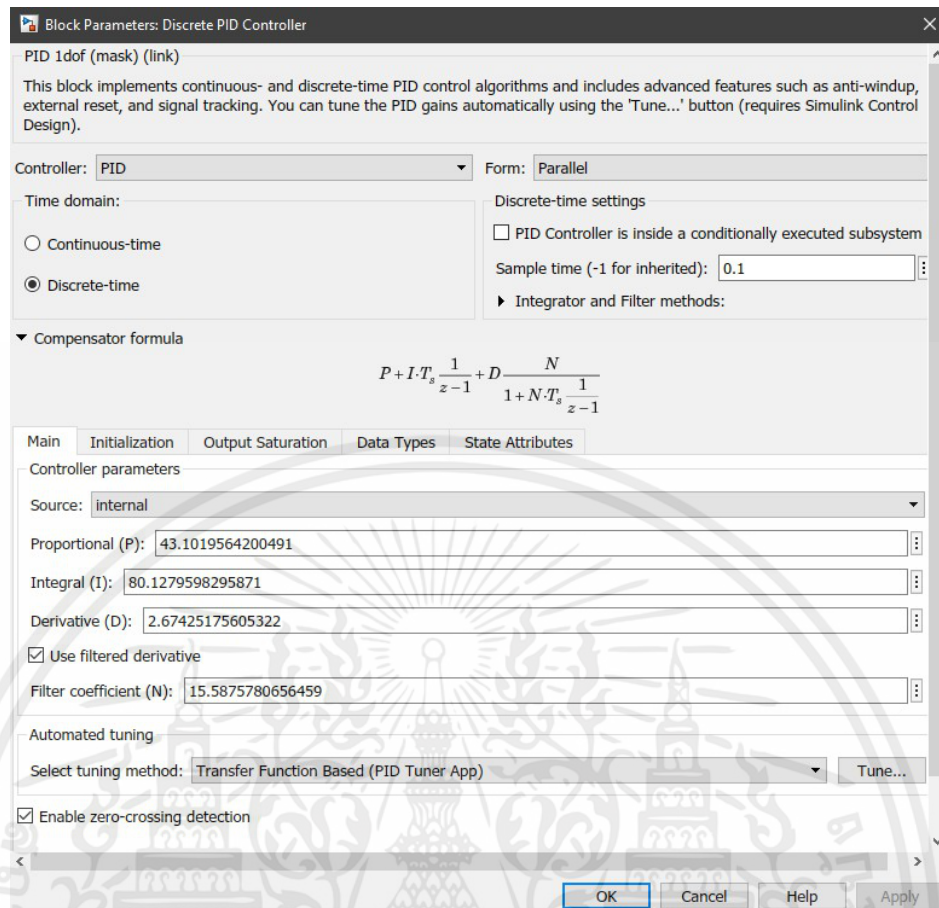 Block Parameters: Discrete PID Controller
PID 1dof (mask) (link)
This block implements continuous- and discrete-time PID control algorithms and includes advanced features such as anti-windup,
external reset, and signal tracking. You can tune the PID gains automatically using the 'Tune...' button (requires Simulink Control
Design).
Controller: PID
Form: Parallel
Time domain:
Continuous-time
Discrete-time
Discrete-time settings
PID Controller is inside a conditionally executed subsystem
Sample time (-1 for inherited): 0.1
Integrator and Filter methods:
Compensator formula
P + I·T_s 1/(z−1) + D N/(1 + N·T_s 1/(z−1))
Main Initialization Output Saturation Data Types State Attributes
Controller parameters
Source: internal
Proportional (P): 43.1019564200491
Integral (I): 80.1279598295871
Derivative (D): 2.67425175605322
Use filtered derivative
Filter coefficient (N): 15.5875780656459
Automated tuning
Select tuning method: Transfer Function Based (PID Tuner App) Tune...
Enable zero-crossing detection
OK Cancel Help Apply